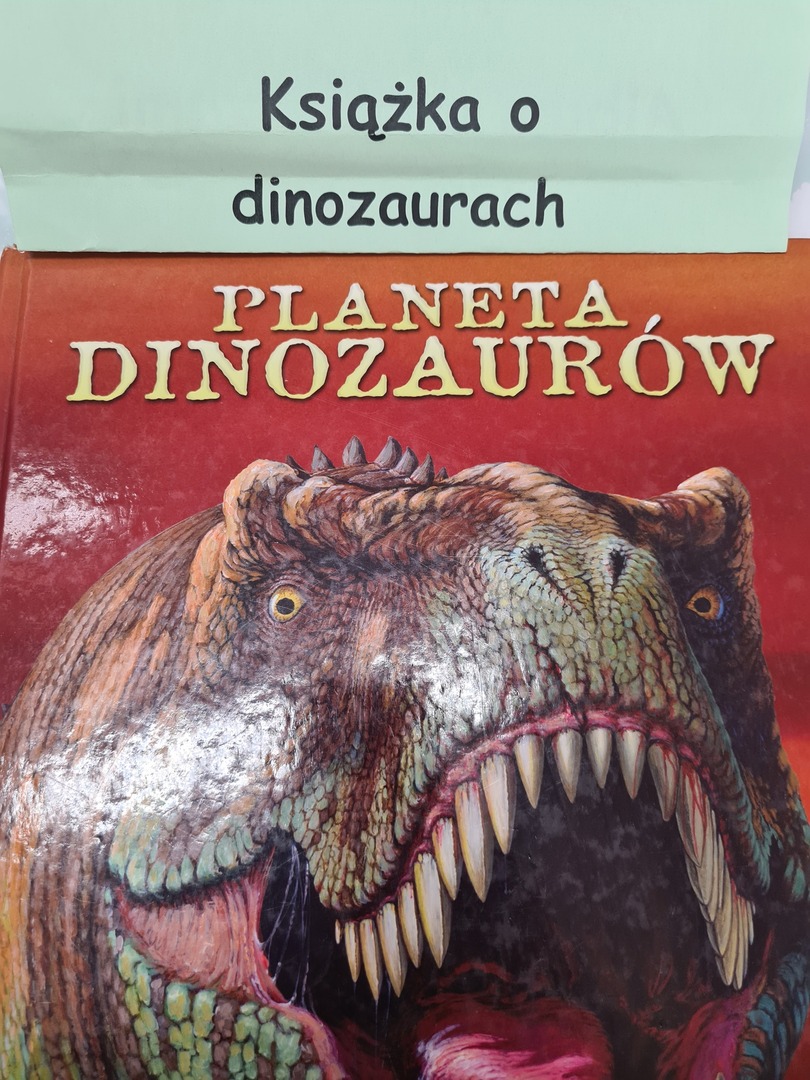 Książka o
dinozaurach
PLANETA
DINOZAURÓW